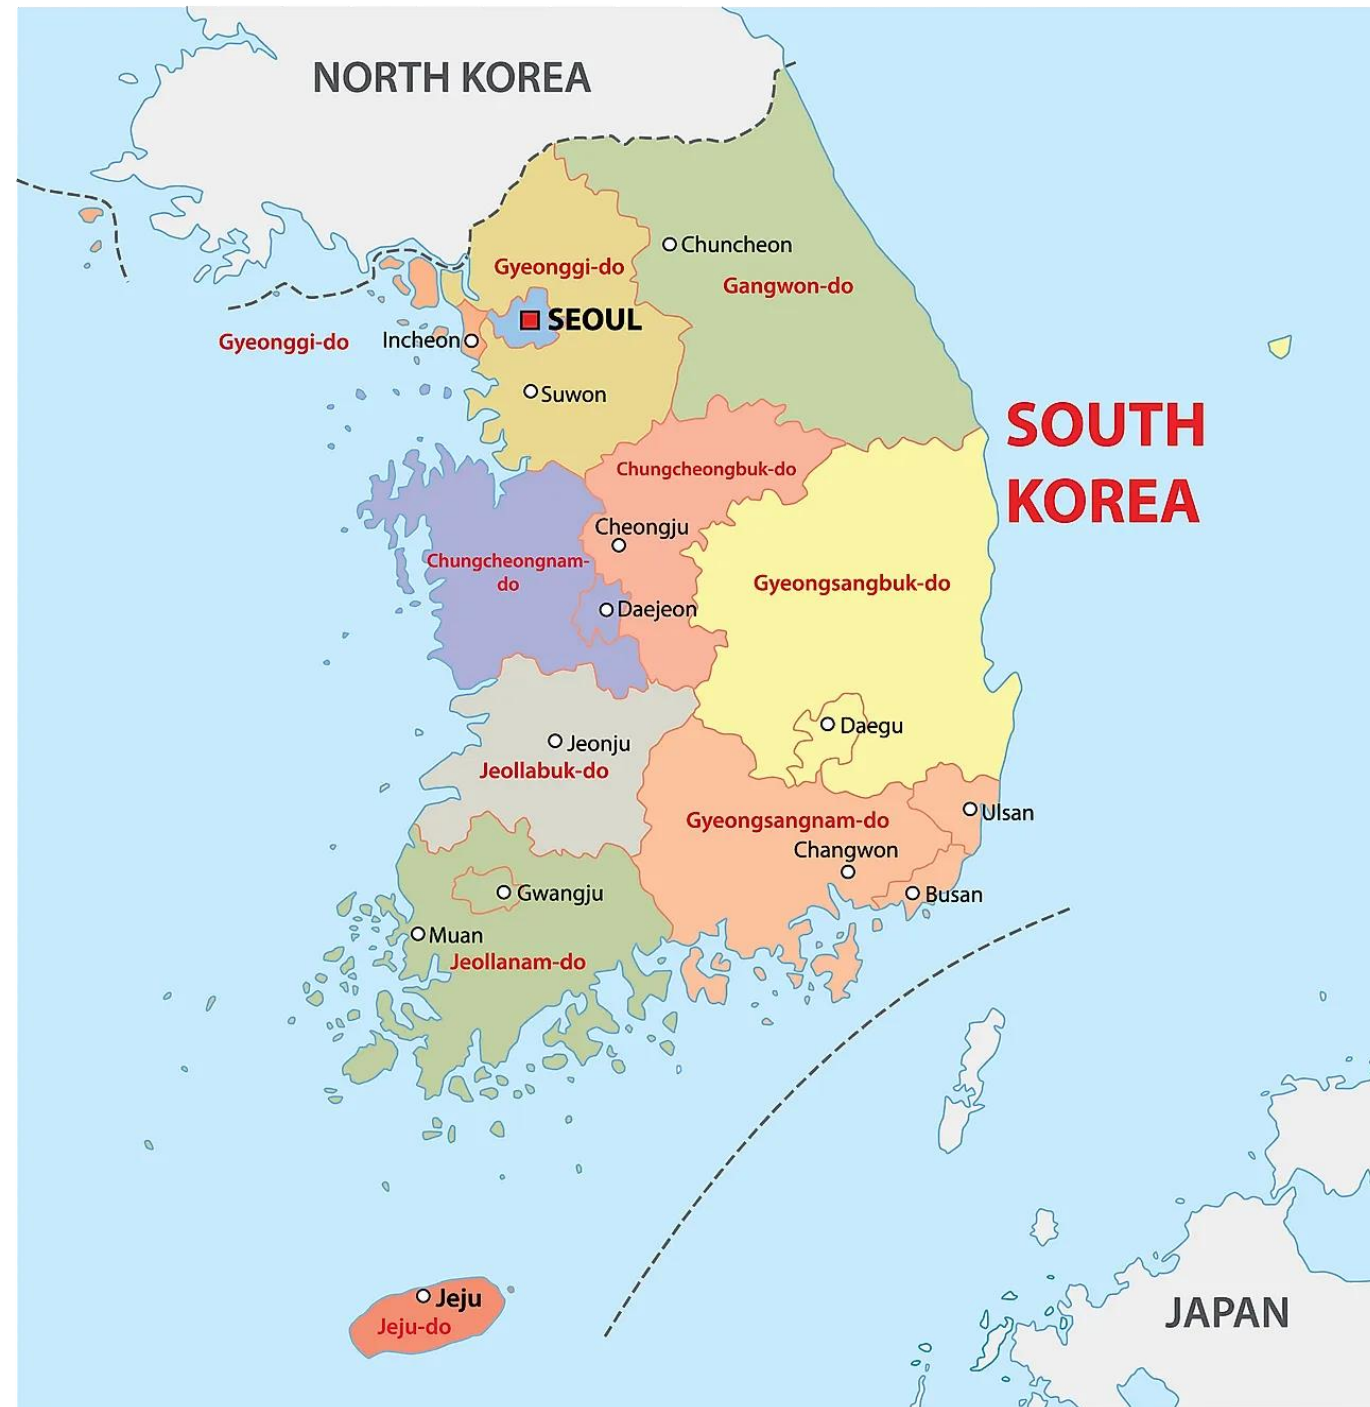 NORTH KOREA
Chuncheon
Gyeonggi-do
Gangwon-do
SEOUL
Gyeonggi-do
Incheon
Suwon
SOUTH
KOREA
Chungcheongbuk-do
Cheongju
Chungcheongnam-
do
Gyeongsangbuk-do
Daejeon
Daegu
Jeonju
Jeollabuk-do
Ulsan
Gyeongsangnam-do
Changwon
Gwangju
Busan
Muan
Jeollanam-do
Jeju
Jeju-do
JAPAN